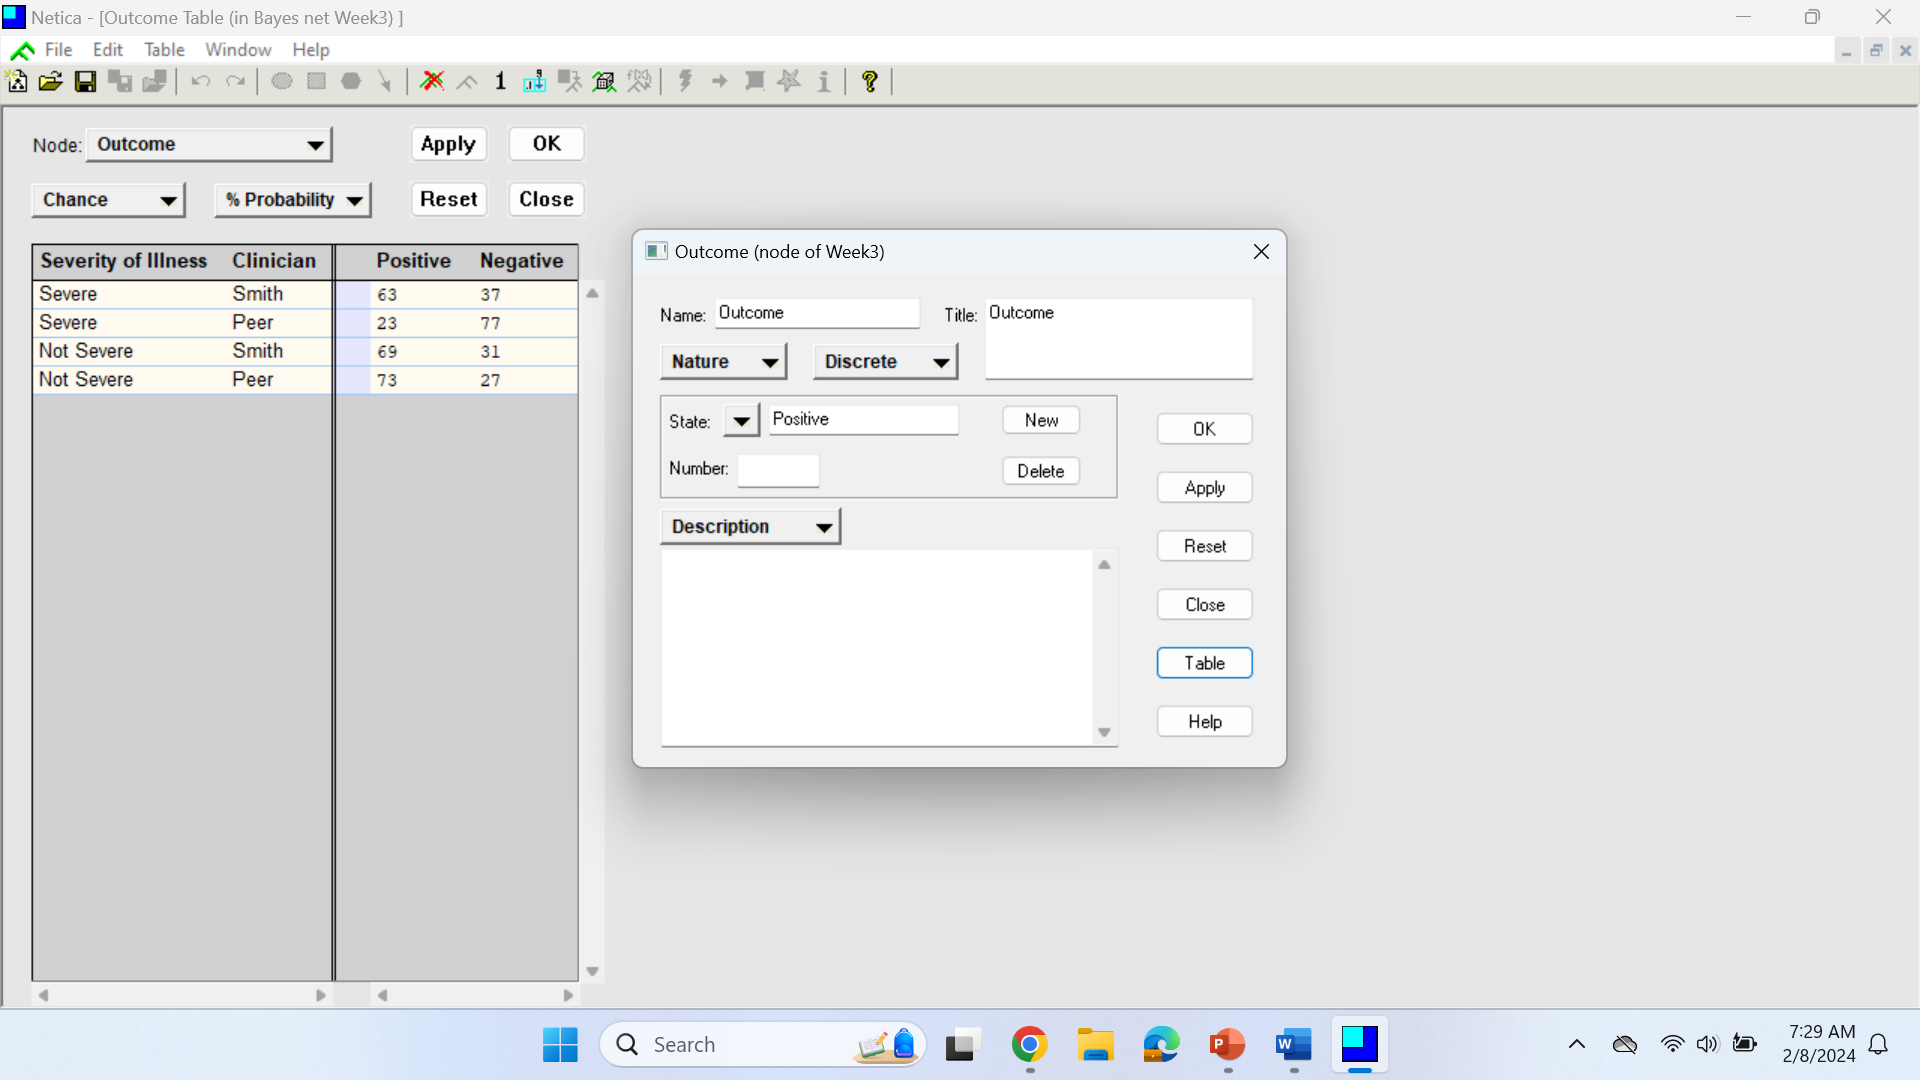 Netica - [Outcome Table (in Bayes net Week3) ]
File Edit Table Window Help
1 f(x) ?
Node: Outcome Apply OK
Chance % Probability Reset Close
Severity of Illness Clinician Positive Negative
Severe Smith 63 37
Severe Peer 23 77
Not Severe Smith 69 31
Not Severe Peer 73 27
Outcome (node of Week3)
Name: Outcome Title: Outcome
Nature Discrete
State: Positive New
OK
Number: Delete
Apply
Description
Reset
Close
Table
Help
Search
P
W
7:29 AM
2/8/2024